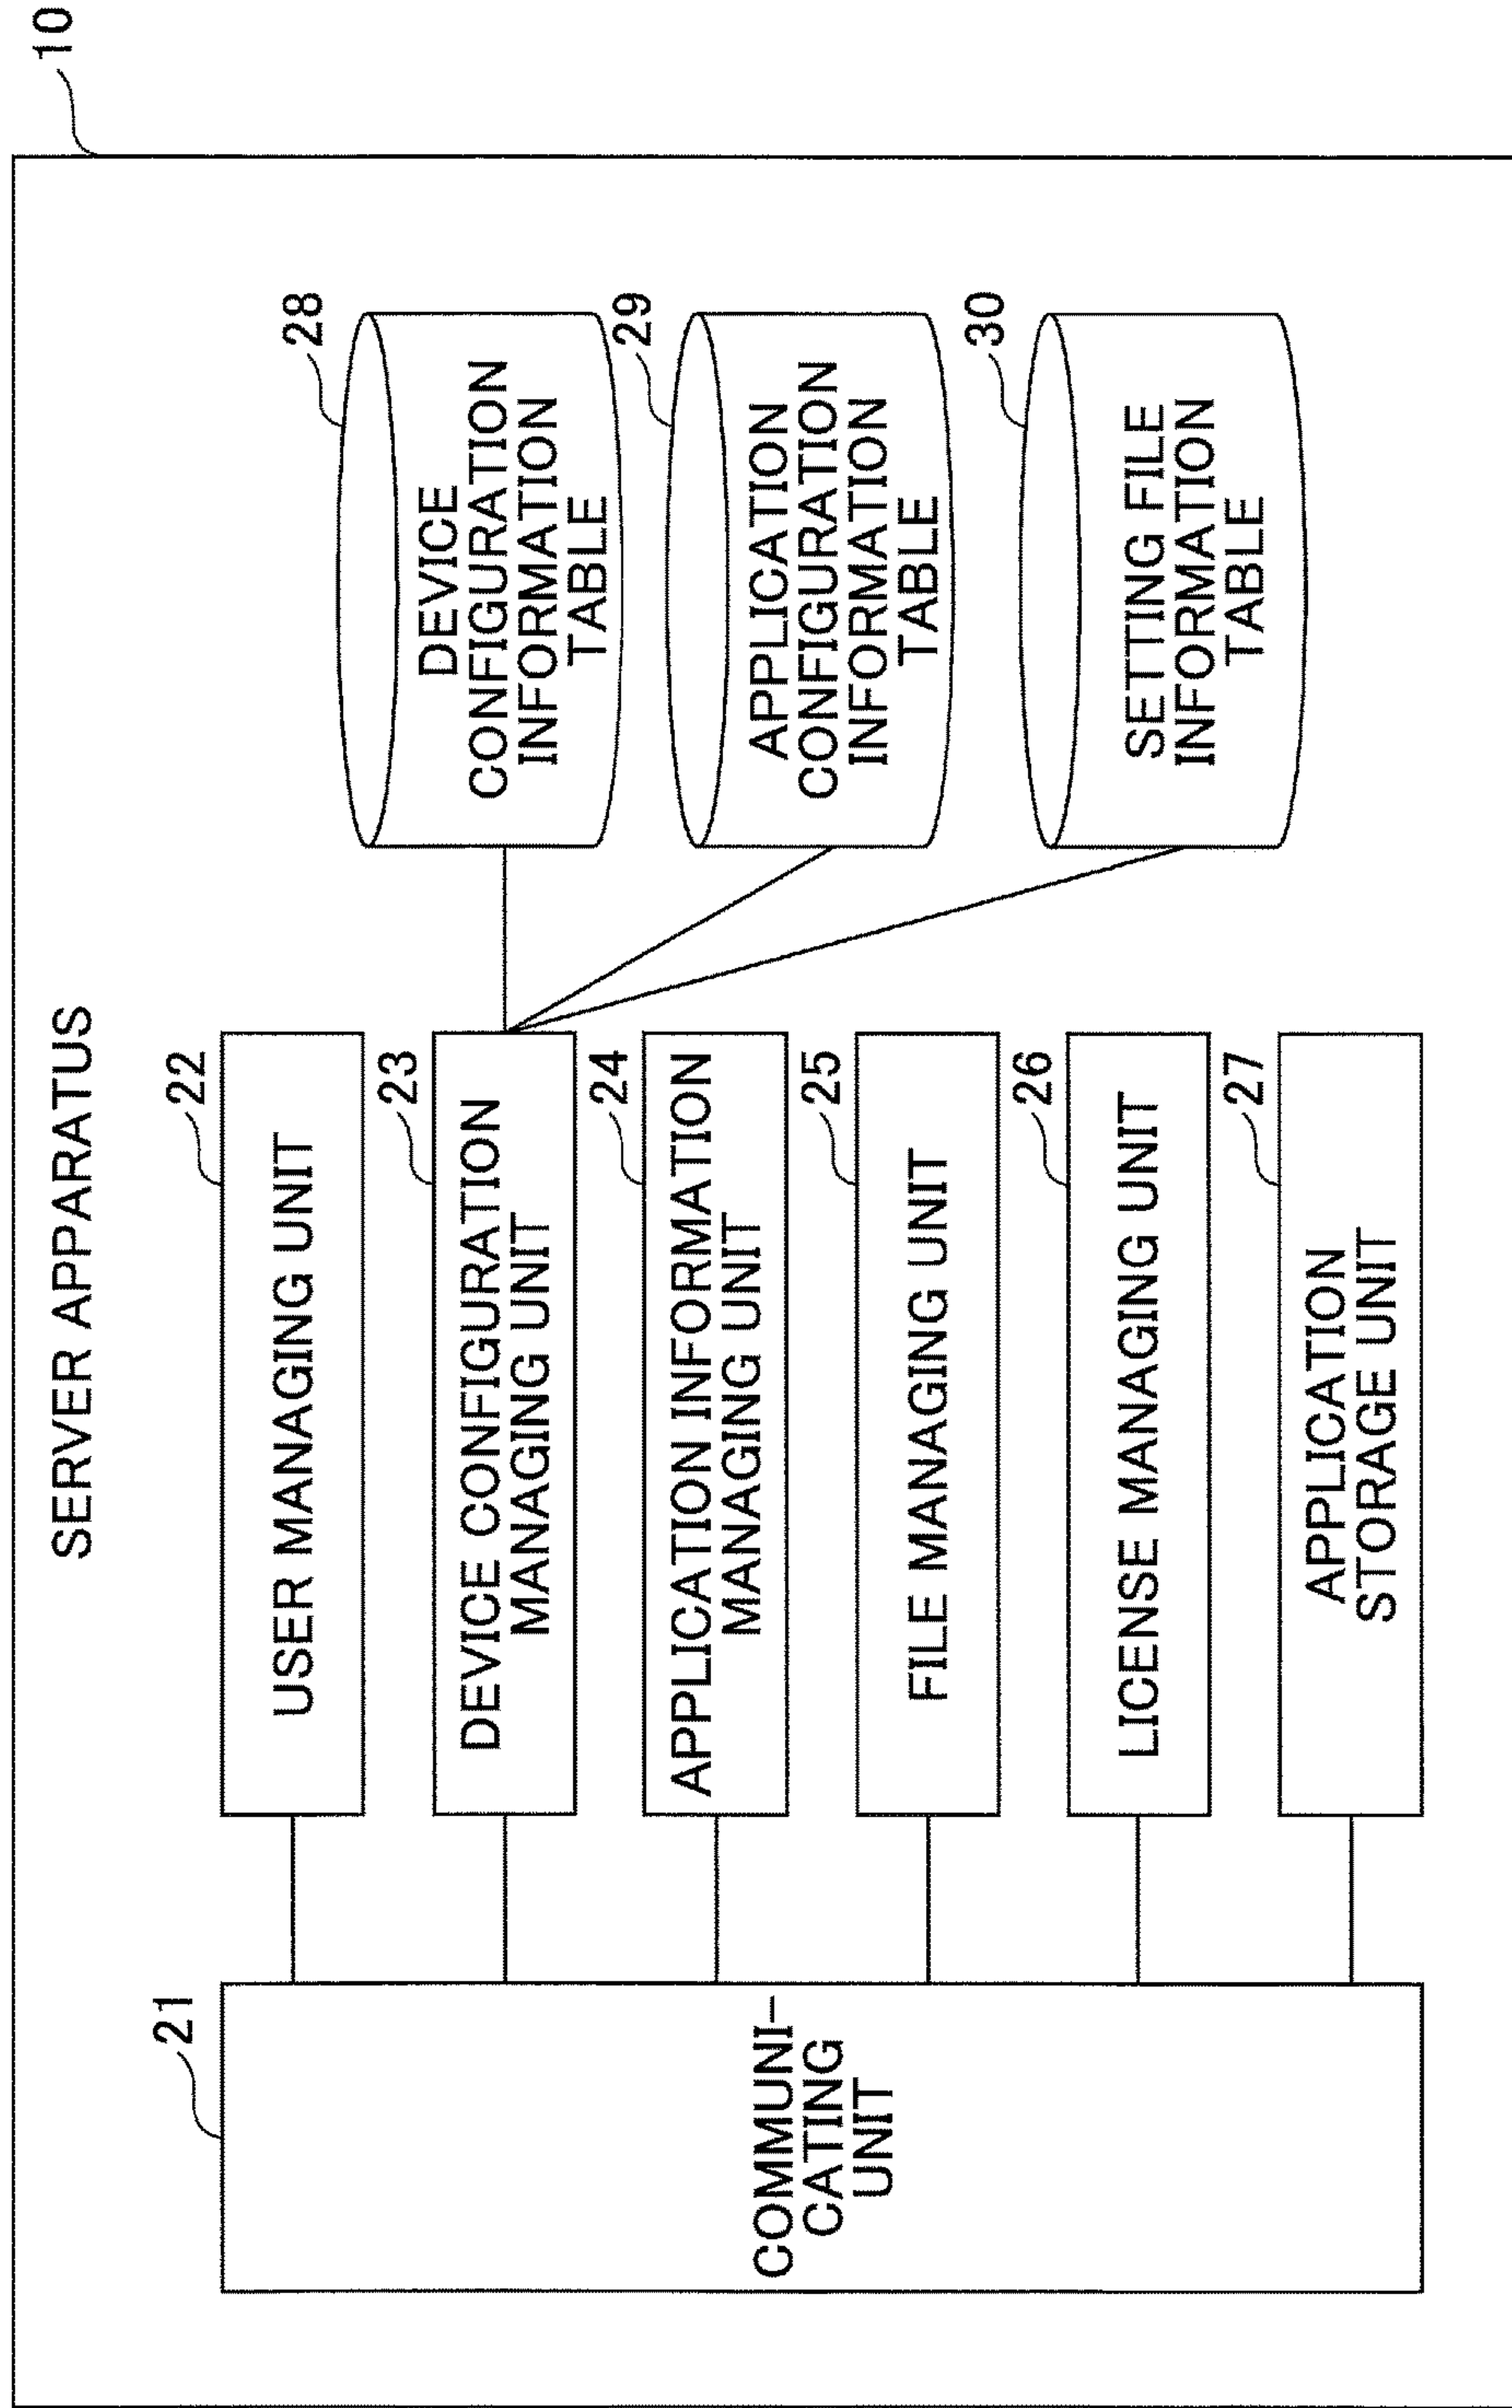 10
SERVER APPARATUS
21
COMMUNI-
CATING
UNIT
22
USER MANAGING UNIT
23
DEVICE CONFIGURATION
MANAGING UNIT
24
APPLICATION INFORMATION
MANAGING UNIT
25
FILE MANAGING UNIT
26
LICENSE MANAGING UNIT
27
APPLICATION
STORAGE UNIT
28
DEVICE
CONFIGURATION
INFORMATION
TABLE
29
APPLICATION
CONFIGURATION
INFORMATION
TABLE
30
SETTING FILE
INFORMATION
TABLE